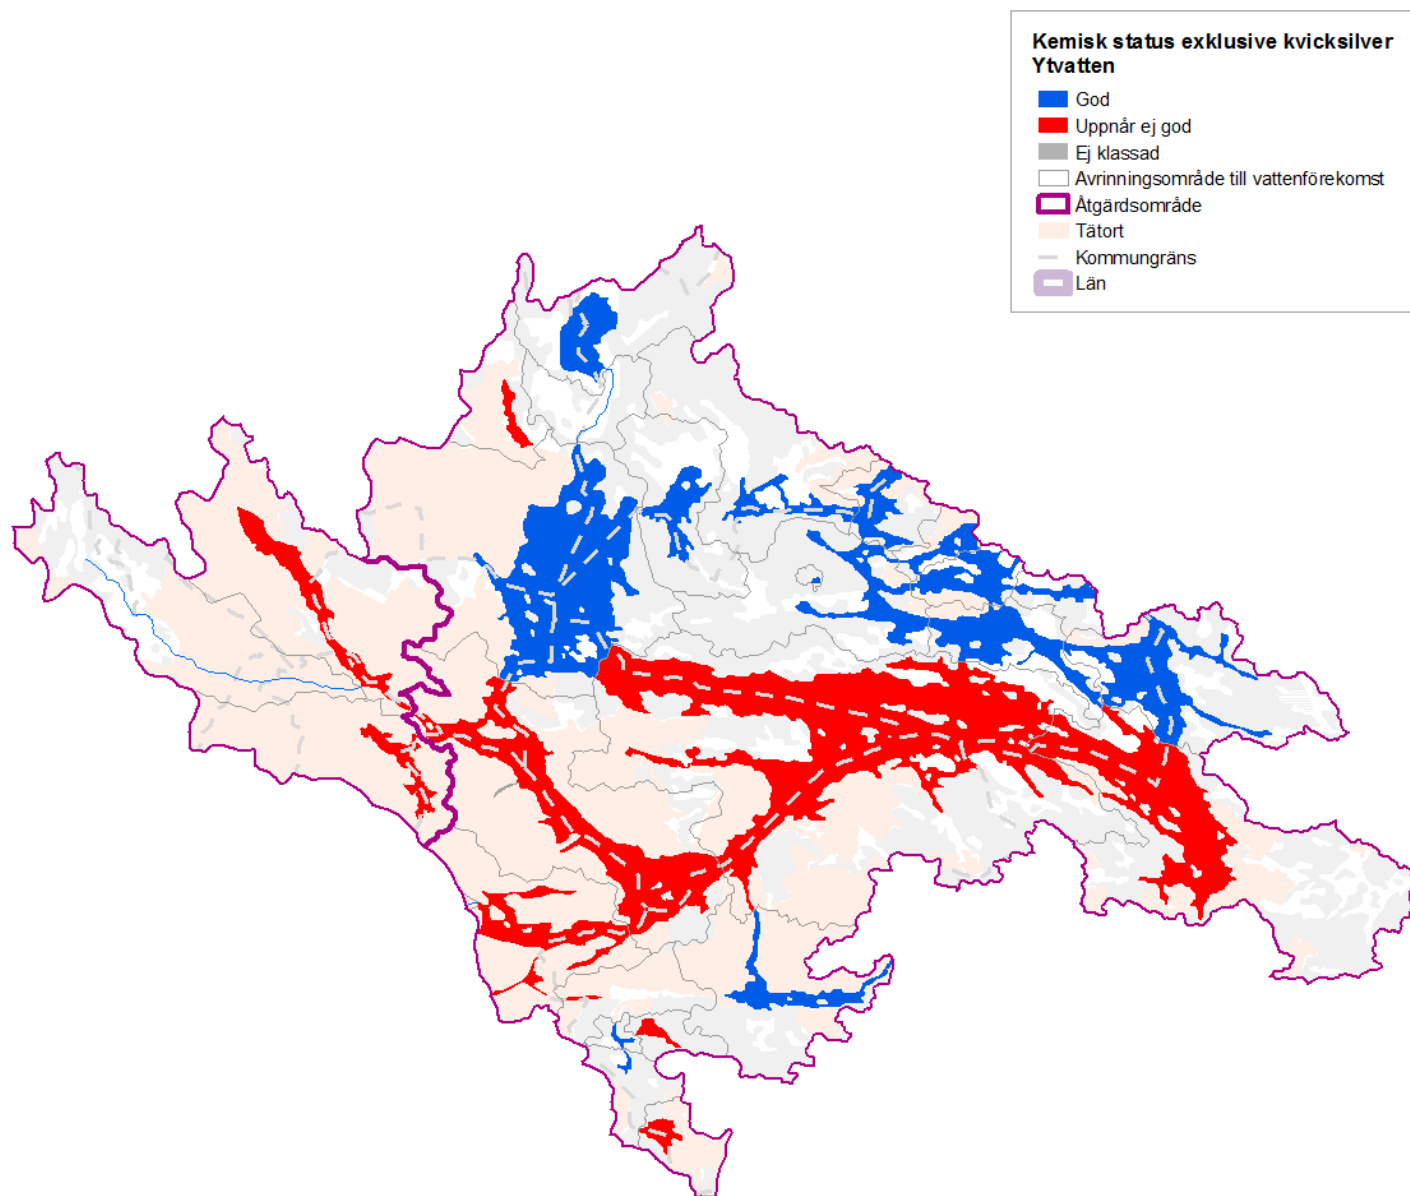 Kemisk status exklusive kvicksilver
Ytvatten
God
Uppnår ej god
Ej klassad
Avrinningsområde till vattenförekomst
Åtgärdsområde
Tätort
Kommungräns
Län